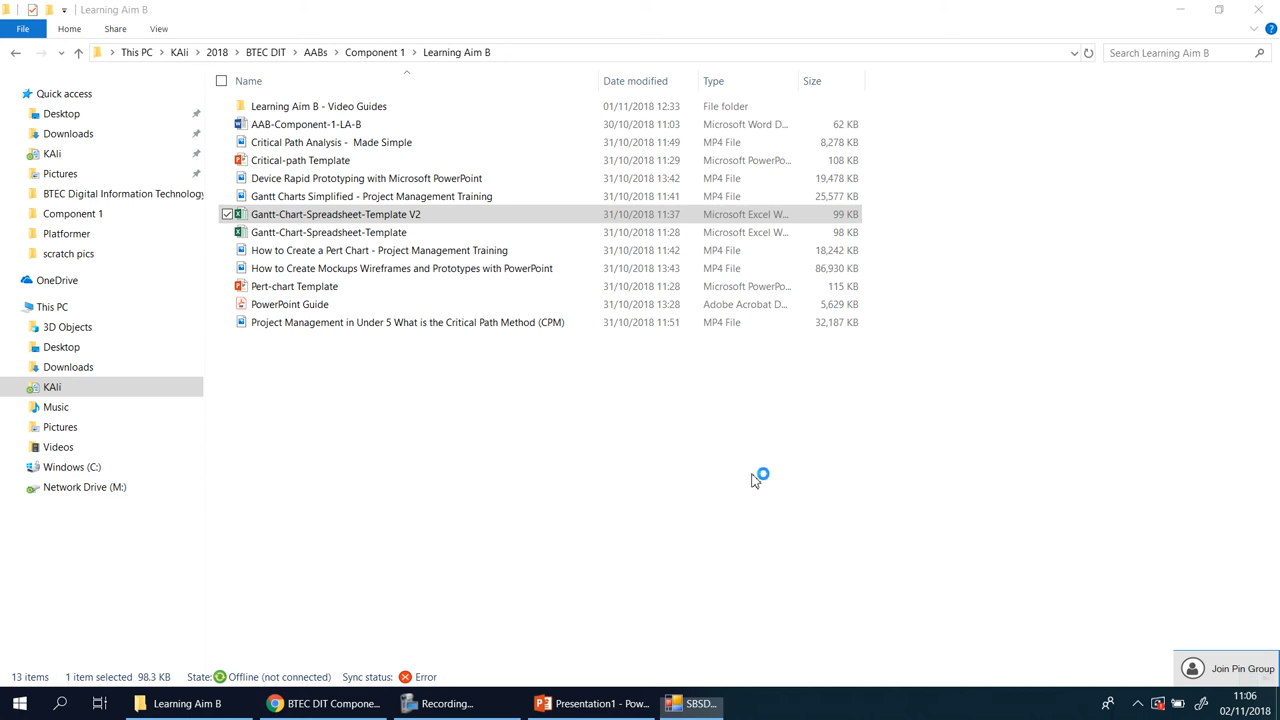 Learning Aim B
File Home Share View
This PC KAli 2018 BTEC DIT AABs Component 1 Learning Aim B
Search Learning Aim B
Name Date modified Type Size
Quick access
Desktop
Downloads
KAli
Pictures
BTEC Digital Information Technology
Component 1
Platformer
scratch pics
OneDrive
This PC
3D Objects
Desktop
Downloads
KAli
Music
Pictures
Videos
Windows (C:)
Network Drive (M:)
Learning Aim B - Video Guides 01/11/2018 12:33 File folder
AAB-Component-1-LA-B 30/10/2018 11:03 Microsoft Word D... 62 KB
Critical Path Analysis - Made Simple 31/10/2018 11:49 MP4 File 8,278 KB
Critical-path Template 31/10/2018 11:29 Microsoft PowerPo... 108 KB
Device Rapid Prototyping with Microsoft PowerPoint 31/10/2018 13:42 MP4 File 19,478 KB
Gantt Charts Simplified - Project Management Training 31/10/2018 11:41 MP4 File 25,577 KB
Gantt-Chart-Spreadsheet-Template V2 31/10/2018 11:37 Microsoft Excel W... 99 KB
Gantt-Chart-Spreadsheet-Template 31/10/2018 11:28 Microsoft Excel W... 98 KB
How to Create a Pert Chart - Project Management Training 31/10/2018 11:42 MP4 File 18,242 KB
How to Create Mockups Wireframes and Prototypes with PowerPoint 31/10/2018 13:43 MP4 File 86,930 KB
Pert-chart Template 31/10/2018 11:28 Microsoft PowerPo... 115 KB
PowerPoint Guide 31/10/2018 13:28 Adobe Acrobat D... 5,629 KB
Project Management in Under 5 What is the Critical Path Method (CPM) 31/10/2018 11:51 MP4 File 32,187 KB
13 items 1 item selected 98.3 KB State: Offline (not connected) Sync status: Error
Join Pin Group
Learning Aim B BTEC DIT Compone... Recording... Presentation1 - Pow... SBSD...
11:06
02/11/2018